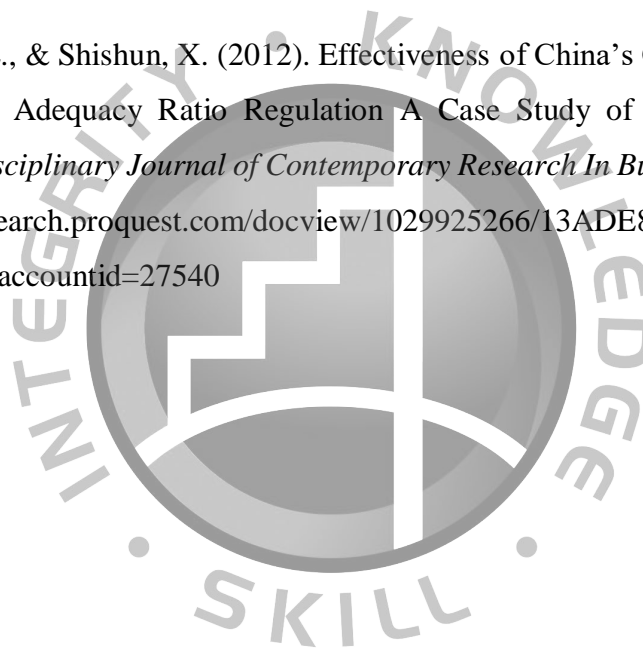 ., & Shishun, X. (2012). Effectiveness of China’s
Adequacy Ratio Regulation A Case Study of
sciplinary Journal of Contemporary Research In Bu
earch.proquest.com/docview/1029925266/13ADE8
accountid=27540
INTEGRITY • KNOWLEDGE • SKILL •